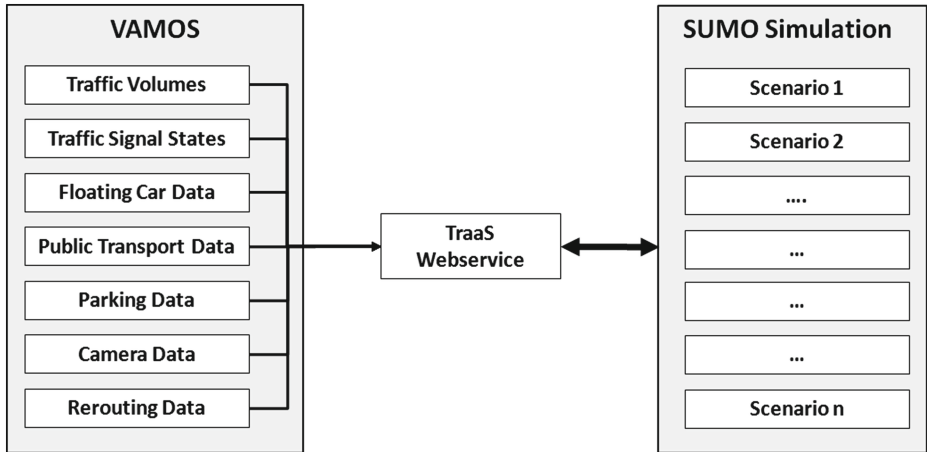 VAMOS
Traffic Volumes
Traffic Signal States
Floating Car Data
Public Transport Data
Parking Data
Camera Data
Rerouting Data
TraaS
Webservice
SUMO Simulation
Scenario 1
Scenario 2
....
...
...
...
Scenario n